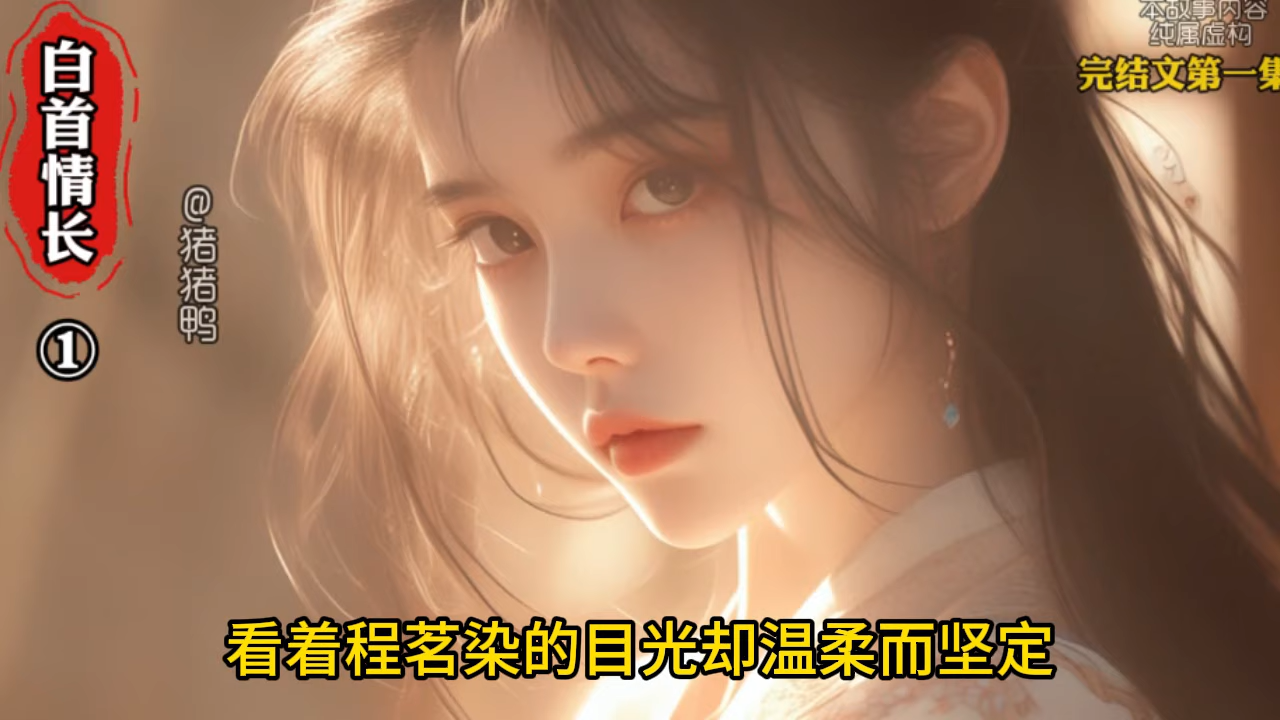 白首情长
①
@猪猪鸭
本故事内容
纯属虚构
完结文第一集
看着程茗染的目光却温柔而坚定